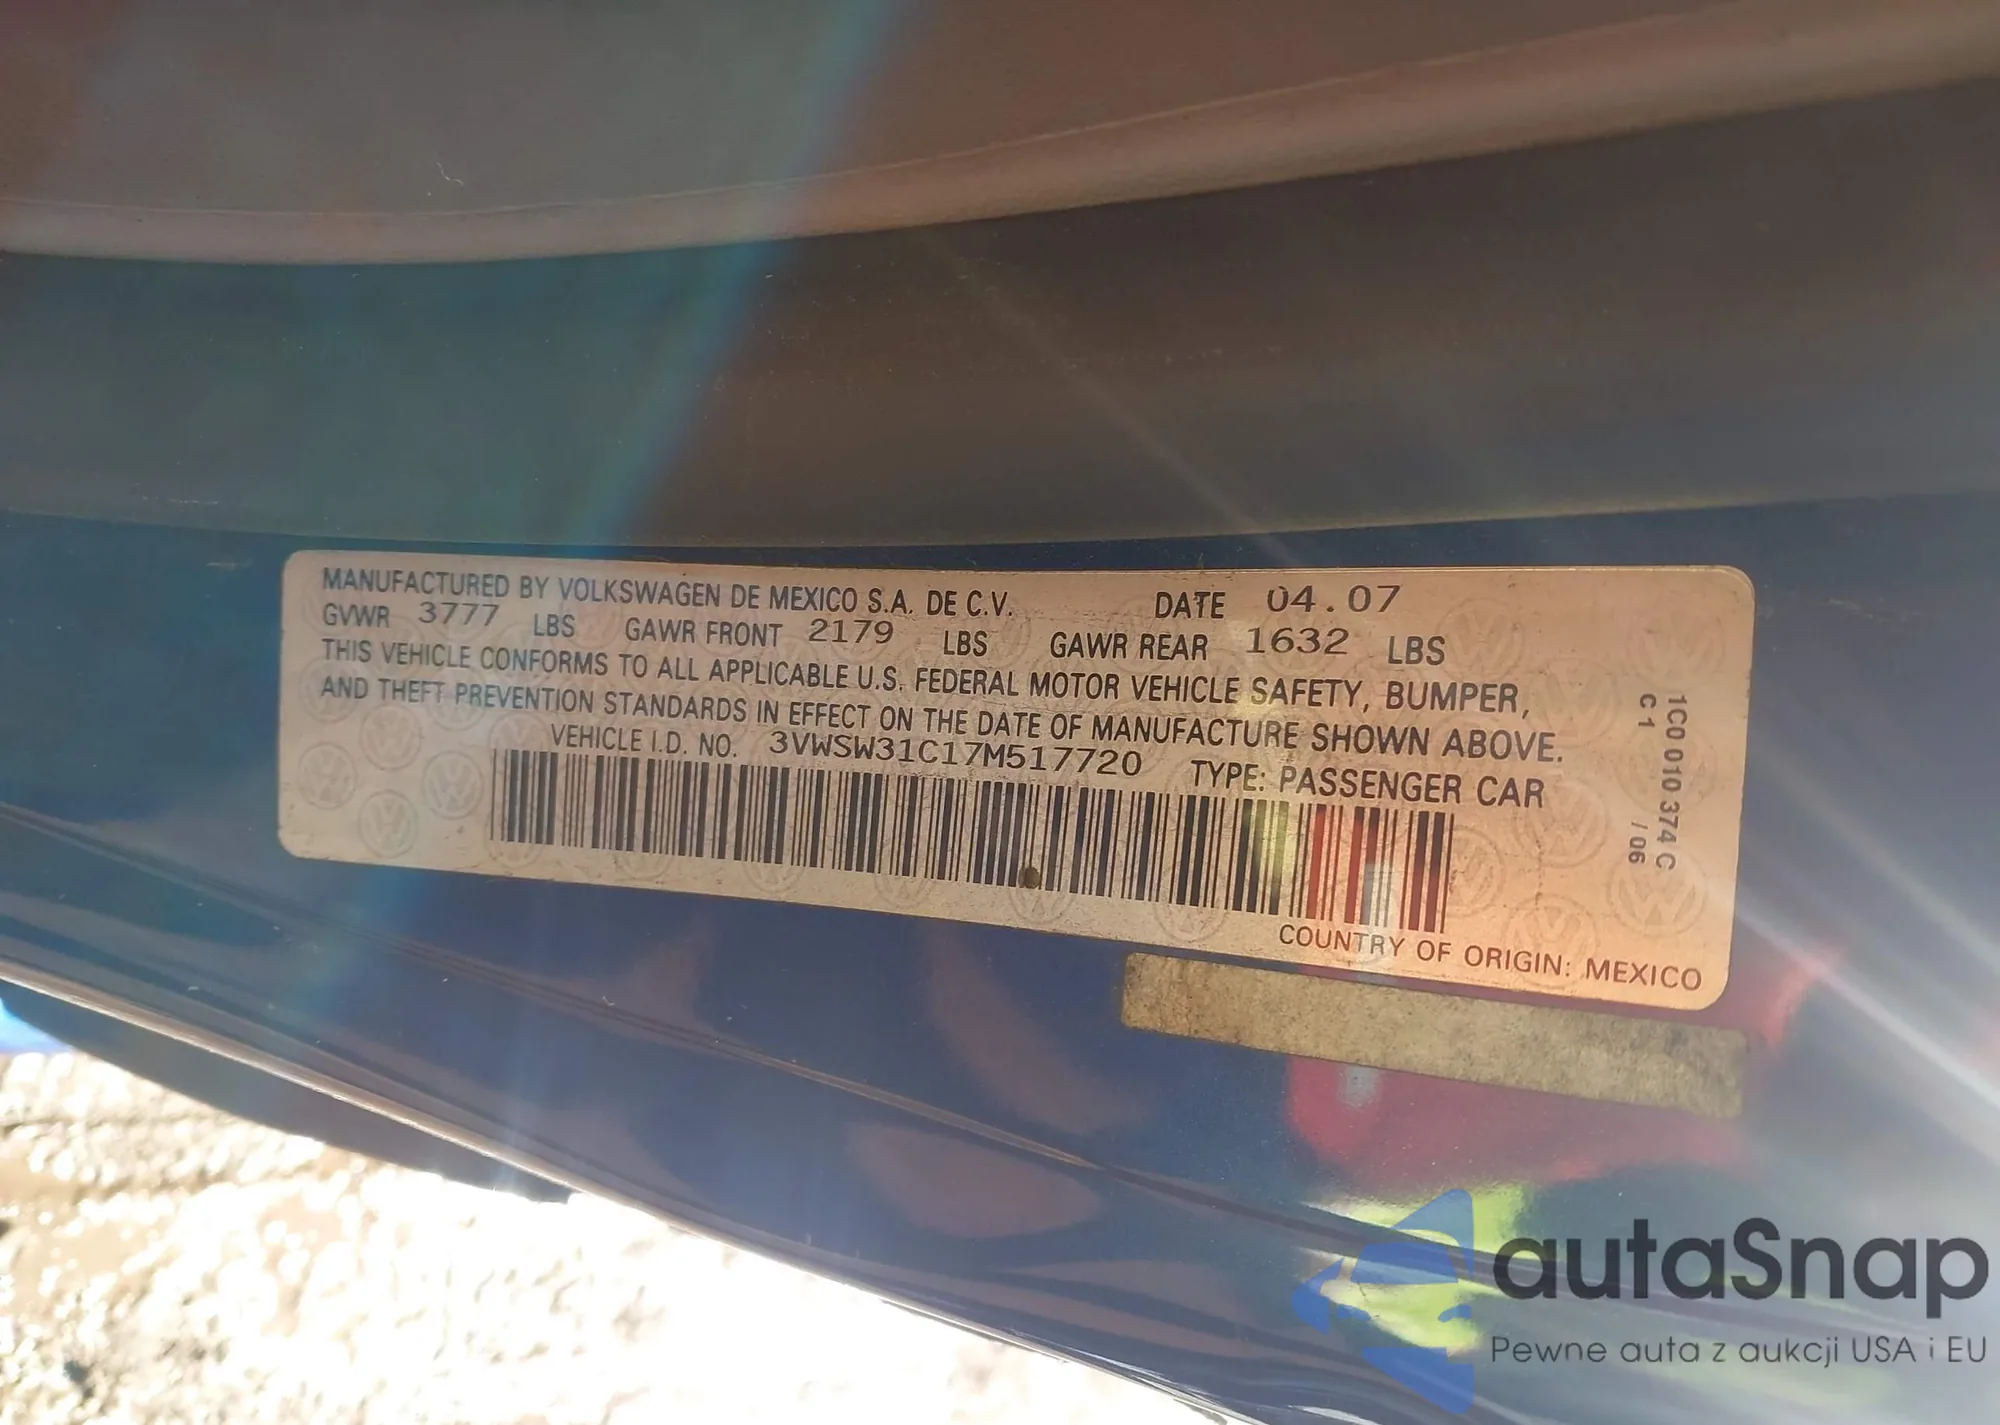 MANUFACTURED BY VOLKSWAGEN DE MEXICO S.A. DE C.V. DATE 04.07
GVWR 3777 LBS GAWR FRONT 2179 LBS GAWR REAR 1632 LBS
THIS VEHICLE CONFORMS TO ALL APPLICABLE U.S. FEDERAL MOTOR VEHICLE SAFETY, BUMPER,
AND THEFT PREVENTION STANDARDS IN EFFECT ON THE DATE OF MANUFACTURE SHOWN ABOVE.
VEHICLE I.D. NO. 3VWSW31C17M517720 TYPE: PASSENGER CAR
COUNTRY OF ORIGIN: MEXICO
1C0 010 374 C
C 1 / 06
autaSnap
Pewne auta z aukcji USA i EU